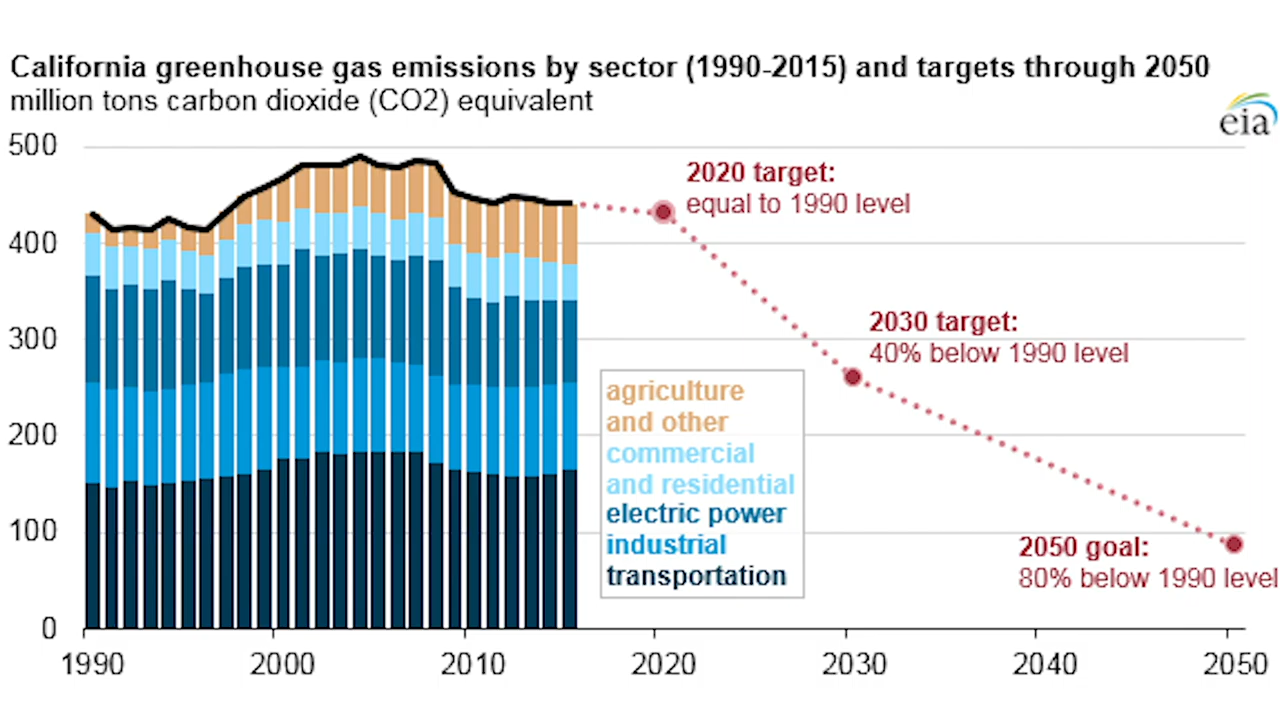 California greenhouse gas emissions by sector (1990-2015) and targets through 2050
million tons carbon dioxide (CO2) equivalent
eia
500
400
300
200
100
0
2020 target:
equal to 1990 level
2030 target:
40% below 1990 level
2050 goal:
80% below 1990 level
agriculture
and other
commercial
and residential
electric power
industrial
transportation
1990 2000 2010 2020 2030 2040 2050